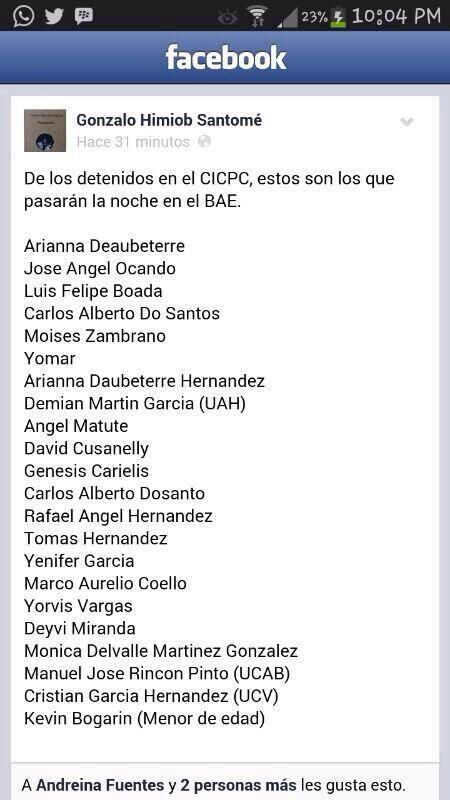 23% 10:04 PM
facebook
Gonzalo Himiob Santomé
Hace 31 minutos
De los detenidos en el CICPC, estos son los que
pasarán la noche en el BAE.
Arianna Deaubeterre
Jose Angel Ocando
Luis Felipe Boada
Carlos Alberto Do Santos
Moises Zambrano
Yomar
Arianna Daubeterre Hernandez
Demian Martin Garcia (UAH)
Angel Matute
David Cusanelly
Genesis Carielis
Carlos Alberto Dosanto
Rafael Angel Hernandez
Tomas Hernandez
Yenifer Garcia
Marco Aurelio Coello
Yorvis Vargas
Deyvi Miranda
Monica Delvalle Martinez Gonzalez
Manuel Jose Rincon Pinto (UCAB)
Cristian Garcia Hernandez (UCV)
Kevin Bogarin (Menor de edad)
A Andreina Fuentes y 2 personas más les gusta esto.